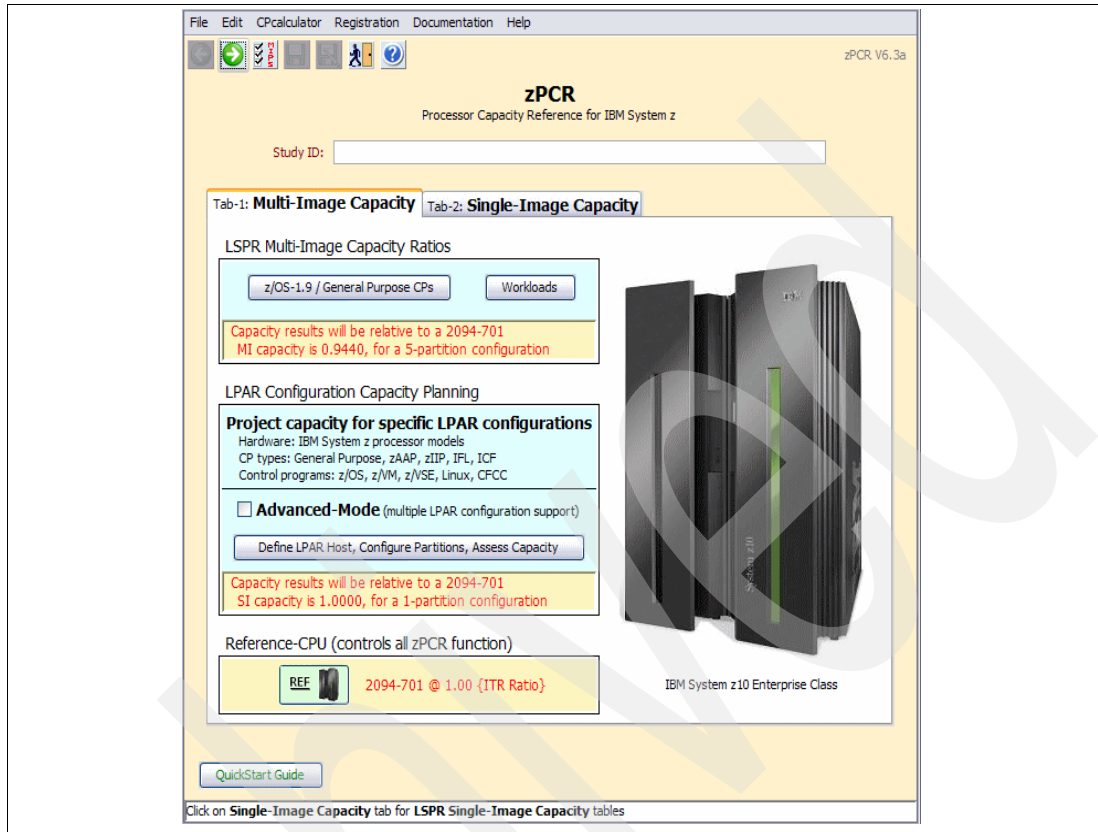 File Edit CPcalculator Registration Documentation Help
MIPS
zPCR V6.3a
zPCR
Processor Capacity Reference for IBM System z
Study ID:
Tab-1: Multi-Image Capacity Tab-2: Single-Image Capacity
LSPR Multi-Image Capacity Ratios
z/OS-1.9 / General Purpose CPs Workloads
Capacity results will be relative to a 2094-701
MI capacity is 0.9440, for a 5-partition configuration
LPAR Configuration Capacity Planning
Project capacity for specific LPAR configurations
Hardware: IBM System z processor models
CP types: General Purpose, zAAP, zIIP, IFL, ICF
Control programs: z/OS, z/VM, z/VSE, Linux, CFCC
Advanced-Mode (multiple LPAR configuration support)
Define LPAR Host, Configure Partitions, Assess Capacity
Capacity results will be relative to a 2094-701
SI capacity is 1.0000, for a 1-partition configuration
Reference-CPU (controls all zPCR function)
REF 2094-701 @ 1.00 {ITR Ratio}
IBM
System z10
IBM System z10 Enterprise Class
QuickStart Guide
Click on Single-Image Capacity tab for LSPR Single-Image Capacity tables